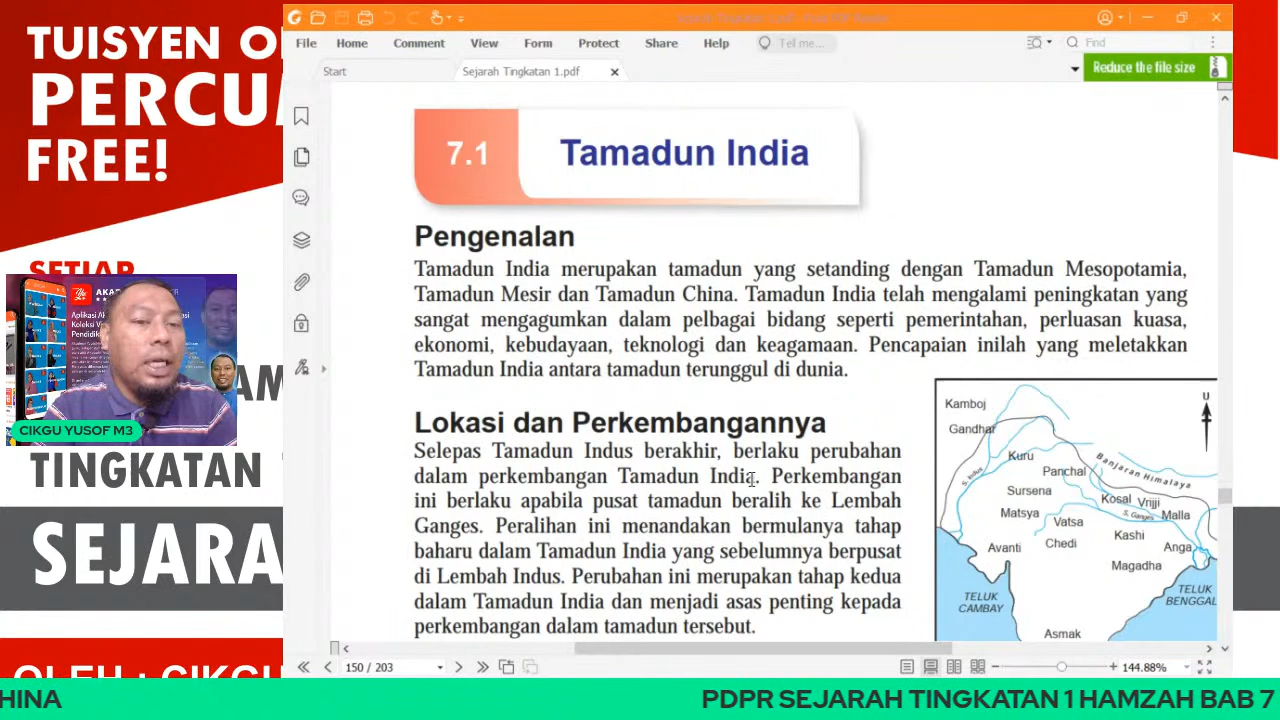 TUISYEN O
PERCU
FREE!
SETIAP
AM
CIKGU YUSOF M3
TINGKATAN
SEJARA
OLEH : CIKGU
File Home Comment View Form Protect Share Help Tell me... Find
Start Sejarah Tingkatan 1.pdf
Reduce the file size
7.1 Tamadun India
Pengenalan
Tamadun India merupakan tamadun yang setanding dengan Tamadun Mesopotamia,
Tamadun Mesir dan Tamadun China. Tamadun India telah mengalami peningkatan yang
sangat mengagumkan dalam pelbagai bidang seperti pemerintahan, perluasan kuasa,
ekonomi, kebudayaan, teknologi dan keagamaan. Pencapaian inilah yang meletakkan
Tamadun India antara tamadun terunggul di dunia.
Lokasi dan Perkembangannya
Selepas Tamadun Indus berakhir, berlaku perubahan
dalam perkembangan Tamadun India. Perkembangan
ini berlaku apabila pusat tamadun beralih ke Lembah
Ganges. Peralihan ini menandakan bermulanya tahap
baharu dalam Tamadun India yang sebelumnya berpusat
di Lembah Indus. Perubahan ini merupakan tahap kedua
dalam Tamadun India dan menjadi asas penting kepada
perkembangan dalam tamadun tersebut.
Kamboj
Gandhar
U
Kuru
Panchal
Banjaran Himalaya
S. Indus
Sursena
Kosal
Vrijji
Matsya
Vatsa
S. Ganges
Malla
Avanti
Chedi
Kashi
Anga
Magadha
TELUK
CAMBAY
TELUK
BENGGAL
Asmak
150 / 203
144.88%
HINA PDPR SEJARAH TINGKATAN 1 HAMZAH BAB 7